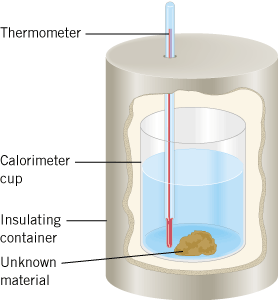 Thermometer
Calorimeter
cup
Insulating
container
Unknown
material